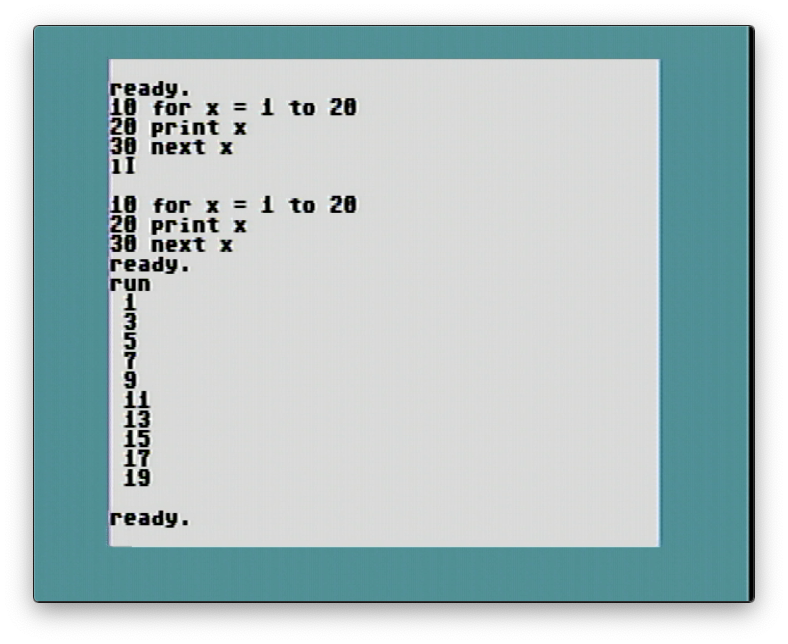 ready.
10 for x = 1 to 20
20 print x
30 next x
lI
10 for x = 1 to 20
20 print x
30 next x
ready.
run
1
3
5
7
9
11
13
15
17
19
ready.